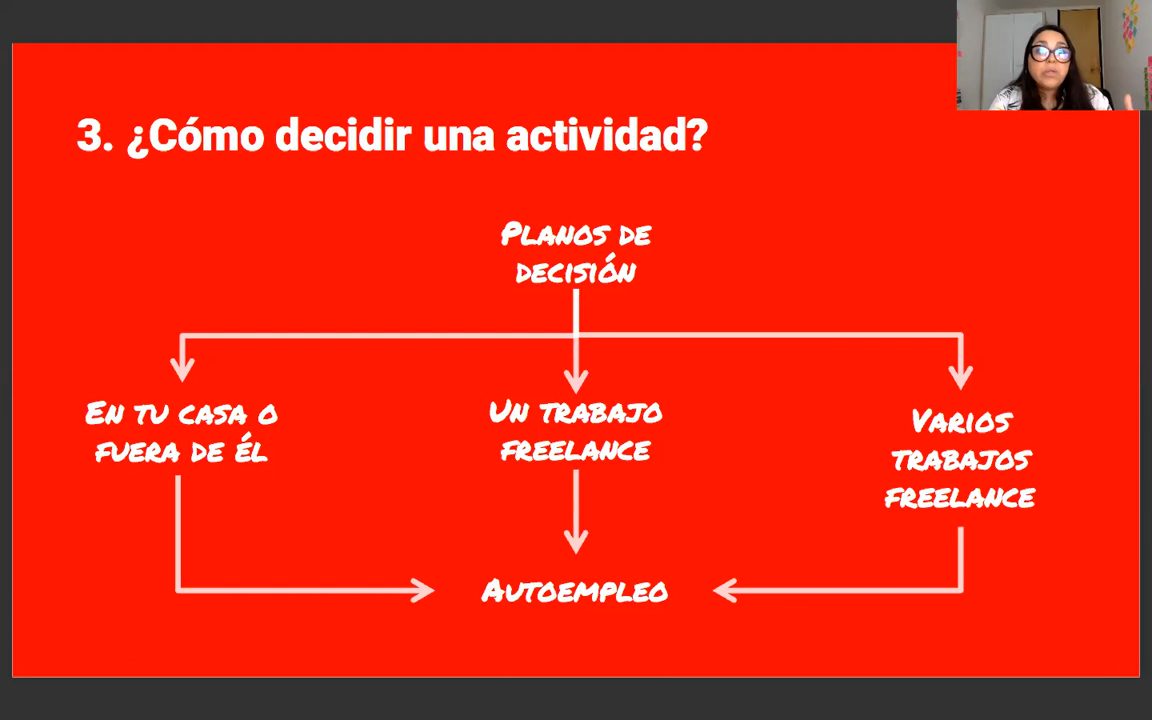 3. ¿Cómo decidir una actividad?
Planos de
decisión
En tu casa o
fuera de él
Un trabajo
freelance
Varios
trabajos
freelance
Autoempleo